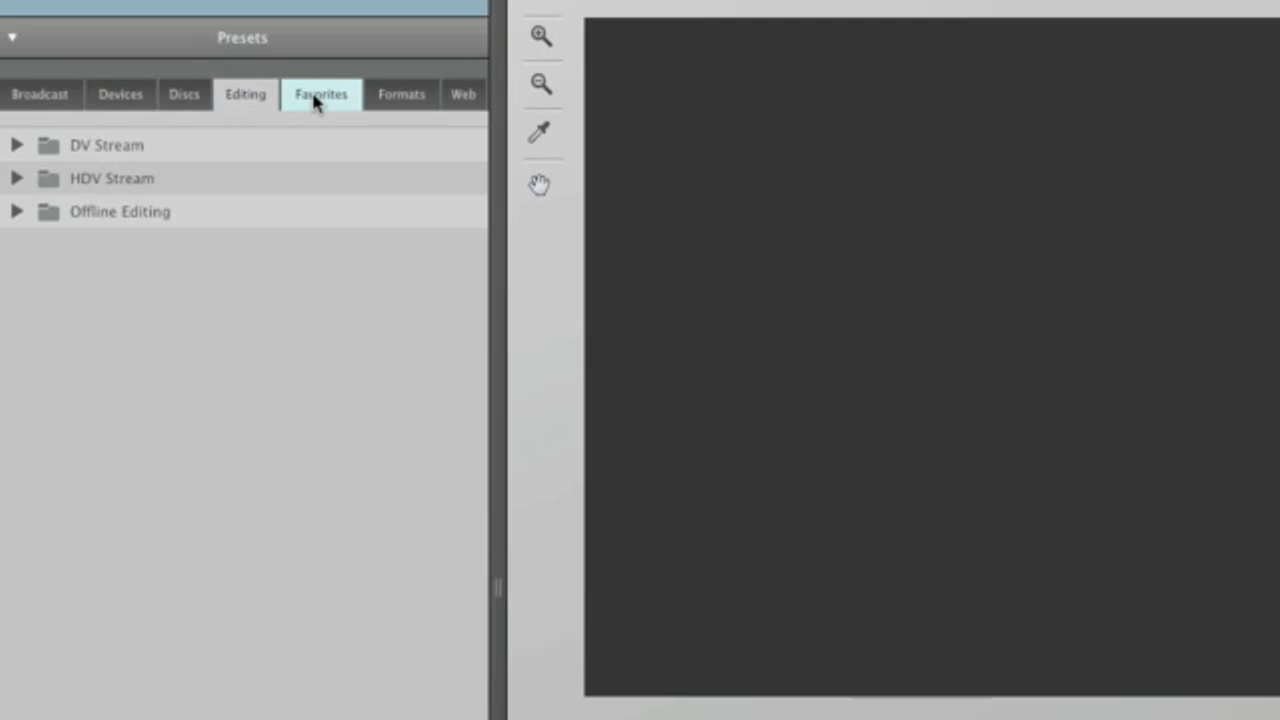 Presets
Broadcast Devices Discs Editing Favorites Formats Web
DV Stream
HDV Stream
Offline Editing